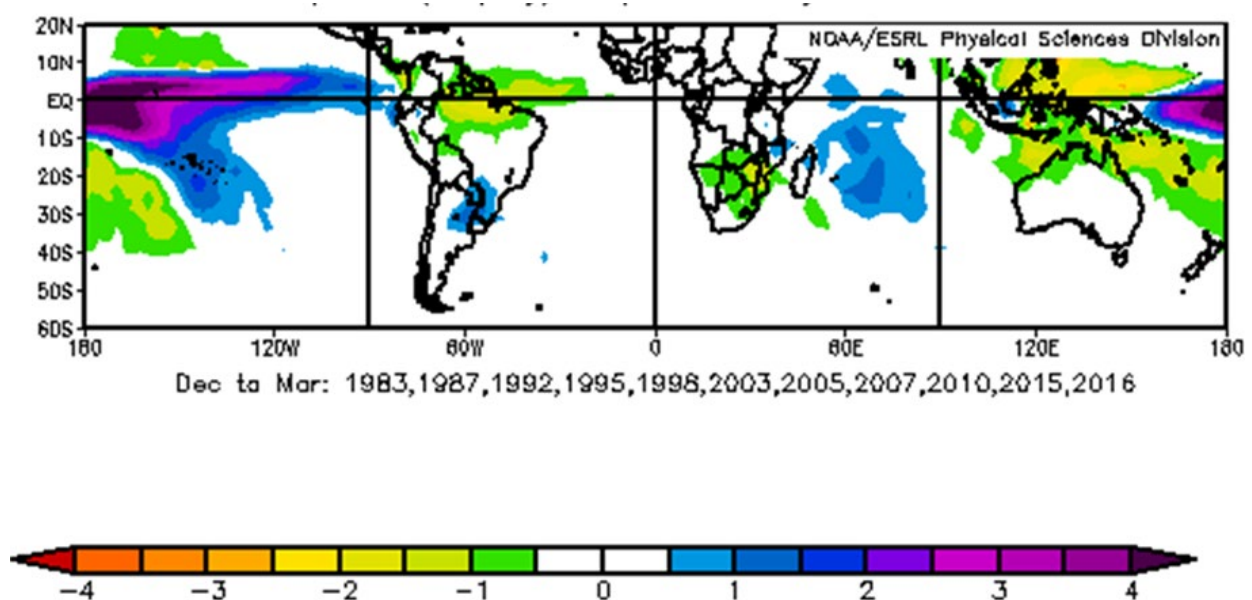 20N
NOAA/ESRL Physical Sciences Division
10N
EQ
10S
20S
30S
40S
50S
60S
180 120W 60W 0 60E 120E 180
Dec to Mar: 1983,1987,1992,1995,1998,2003,2005,2007,2010,2015,2016
-4 -3 -2 -1 0 1 2 3 4